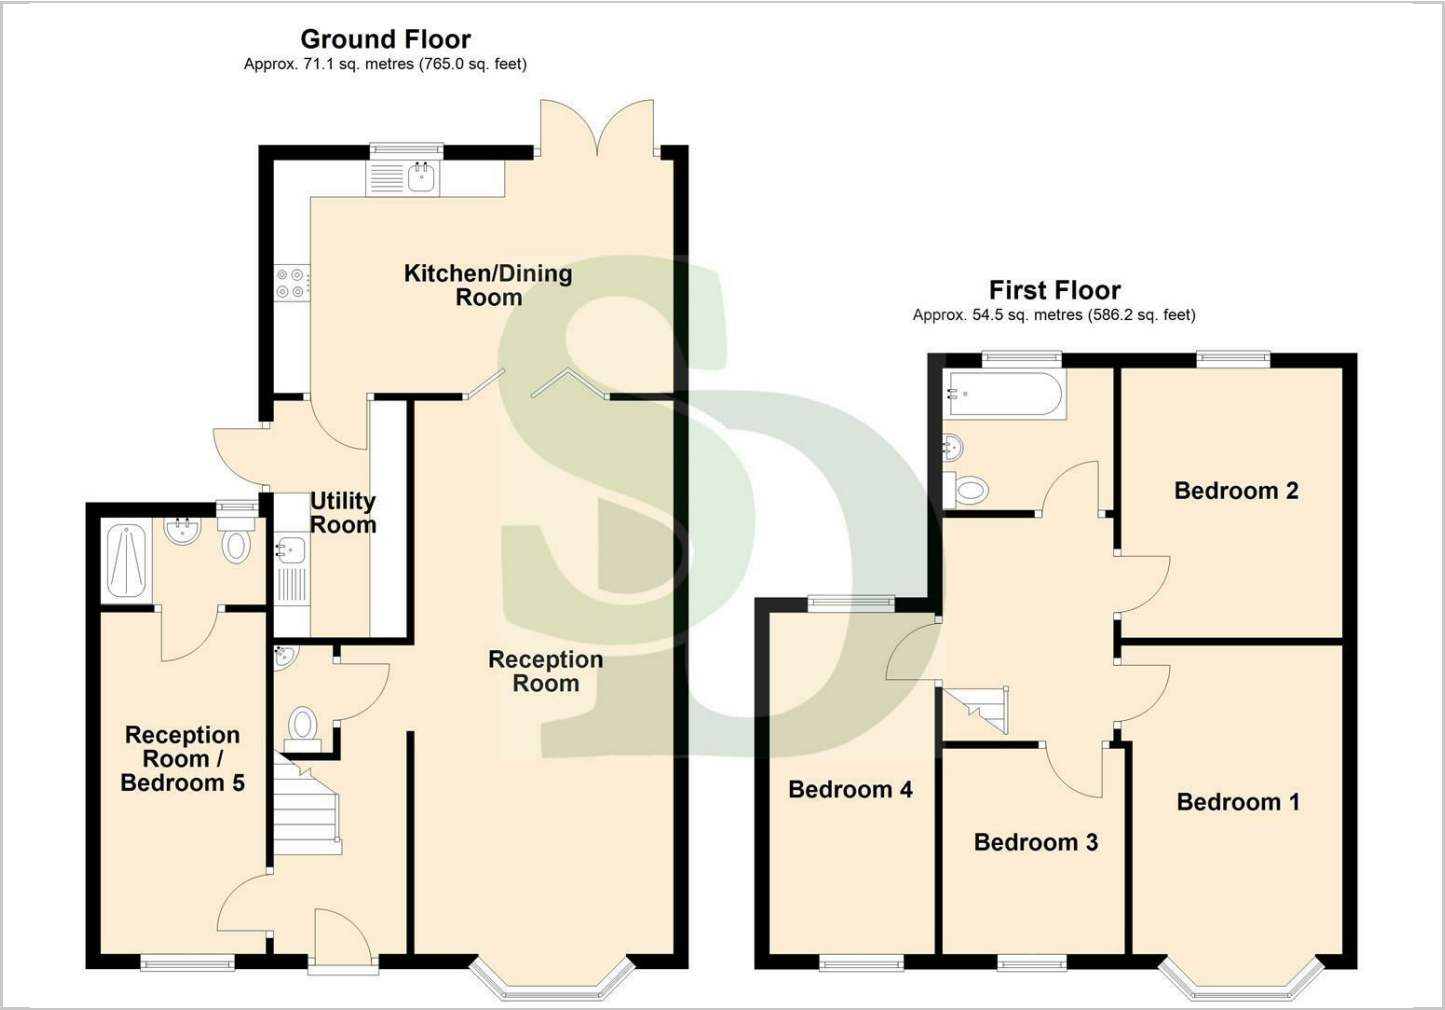 Ground Floor
Approx. 71.1 sq. metres (765.0 sq. feet)
Kitchen/Dining
Room
Utility
Room
Reception
Room
Reception
Room /
Bedroom 5
First Floor
Approx. 54.5 sq. metres (586.2 sq. feet)
Bedroom 2
Bedroom 4
Bedroom 3
Bedroom 1
SD